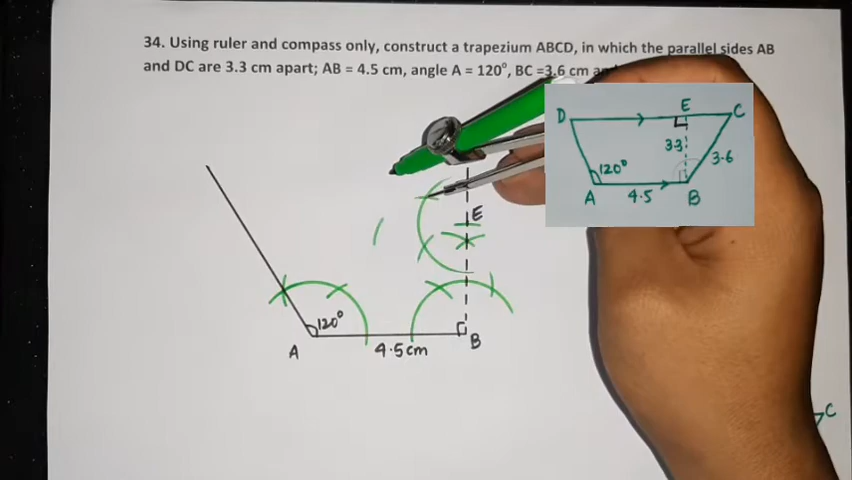 34. Using ruler and compass only, construct a trapezium ABCD, in which the parallel sides AB
and DC are 3.3 cm apart; AB = 4.5 cm, angle A = 120°, BC =3.6 cm
D E C
3.3
3.6
120°
A 4.5 B
E
120°
A 4.5cm B
C